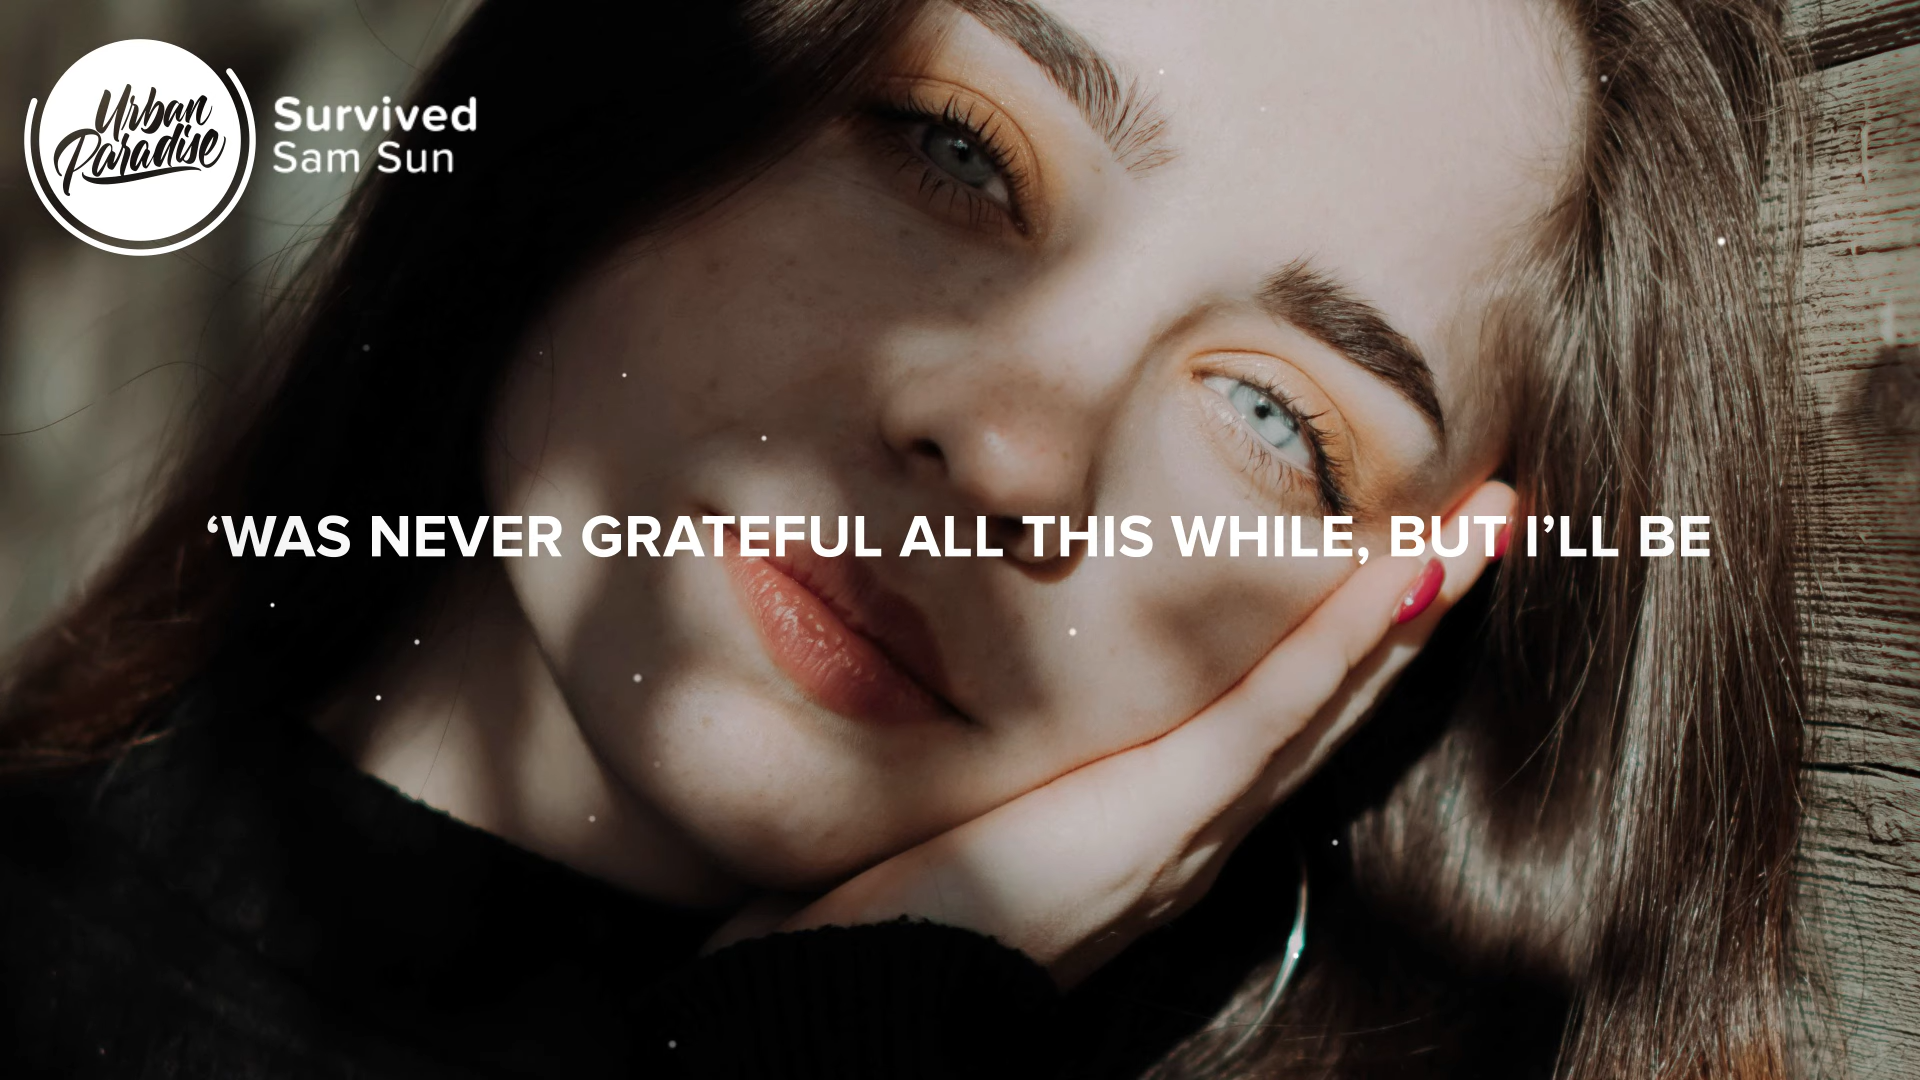 Urban
Paradise
Survived
Sam Sun
‘WAS NEVER GRATEFUL ALL THIS WHILE, BUT I’LL BE